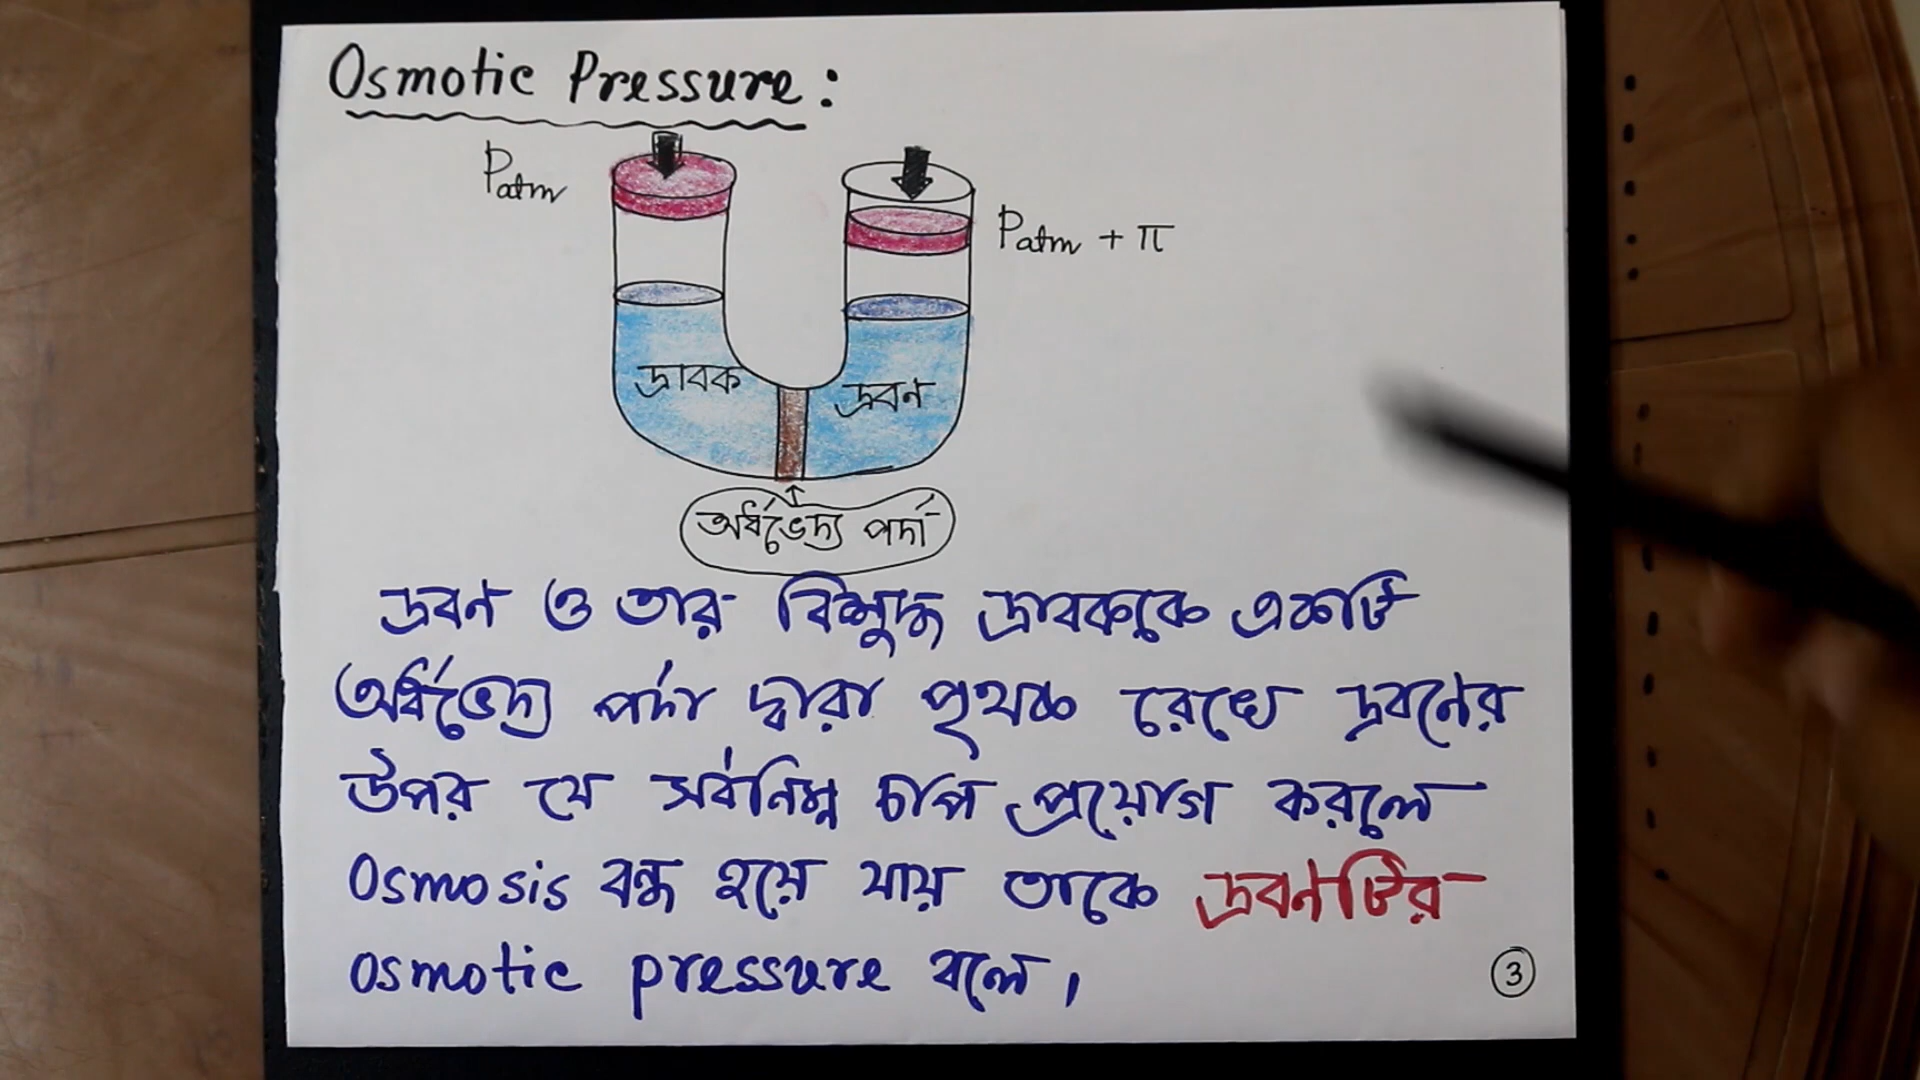 Osmotic Pressure :
Patm
Patm + π
দ্রাবক
দ্রবণ
অর্ধভেদ্য পর্দা
দ্রবণ ও তার বিশুদ্ধ দ্রাবককে একটি
অর্ধভেদ্য পর্দা দ্বারা পৃথক রেখে দ্রবণের
উপর যে সর্বনিম্ন চাপ প্রয়োগ করলে
Osmosis বন্ধ হয়ে যায় তাকে দ্রবণটির
osmotic pressure বলে।
3